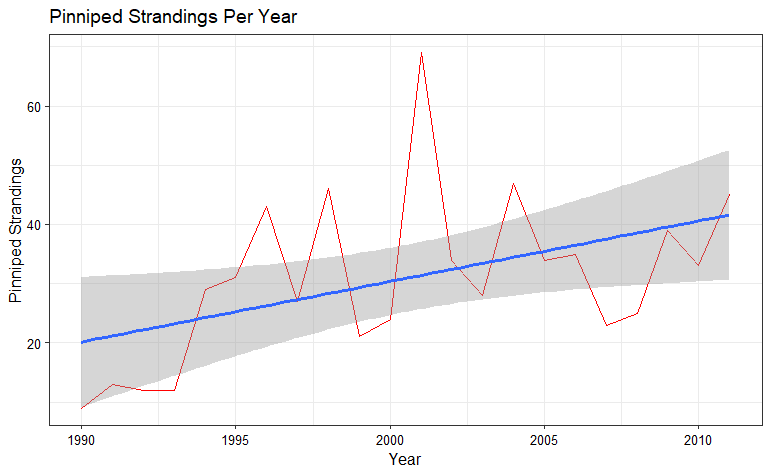 Pinniped Strandings Per Year
Pinniped Strandings
60
40
20
1990 1995 2000 2005 2010
Year